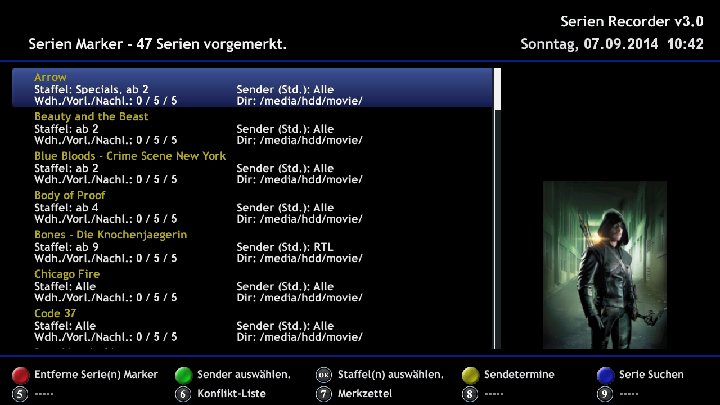 Serien Recorder v3.0
Serien Marker - 47 Serien vorgemerkt.
Sonntag, 07.09.2014 10:42
Arrow
Staffel: Specials, ab 2 Sender (Std.): Alle
Wdh./Vorl./Nachl.: 0 / 5 / 5 Dir: /media/hdd/movie/
Beauty and the Beast
Staffel: ab 2 Sender (Std.): Alle
Wdh./Vorl./Nachl.: 0 / 5 / 5 Dir: /media/hdd/movie/
Blue Bloods - Crime Scene New York
Staffel: ab 2 Sender (Std.): Alle
Wdh./Vorl./Nachl.: 0 / 5 / 5 Dir: /media/hdd/movie/
Body of Proof
Staffel: ab 4 Sender (Std.): Alle
Wdh./Vorl./Nachl.: 0 / 5 / 5 Dir: /media/hdd/movie/
Bones - Die Knochenjaegerin
Staffel: ab 9 Sender (Std.): RTL
Wdh./Vorl./Nachl.: 0 / 5 / 5 Dir: /media/hdd/movie/
Chicago Fire
Staffel: Alle Sender (Std.): Alle
Wdh./Vorl./Nachl.: 0 / 5 / 5 Dir: /media/hdd/movie/
Code 37
Staffel: Alle Sender (Std.): Alle
Wdh./Vorl./Nachl.: 0 / 5 / 5 Dir: /media/hdd/movie/
Entferne Serie(n) Marker Sender auswählen. OK Staffel(n) auswählen. Sendetermine Serie Suchen
5 ----- 6 Konflikt-Liste 7 Merkzettel 8 ----- 9 -----